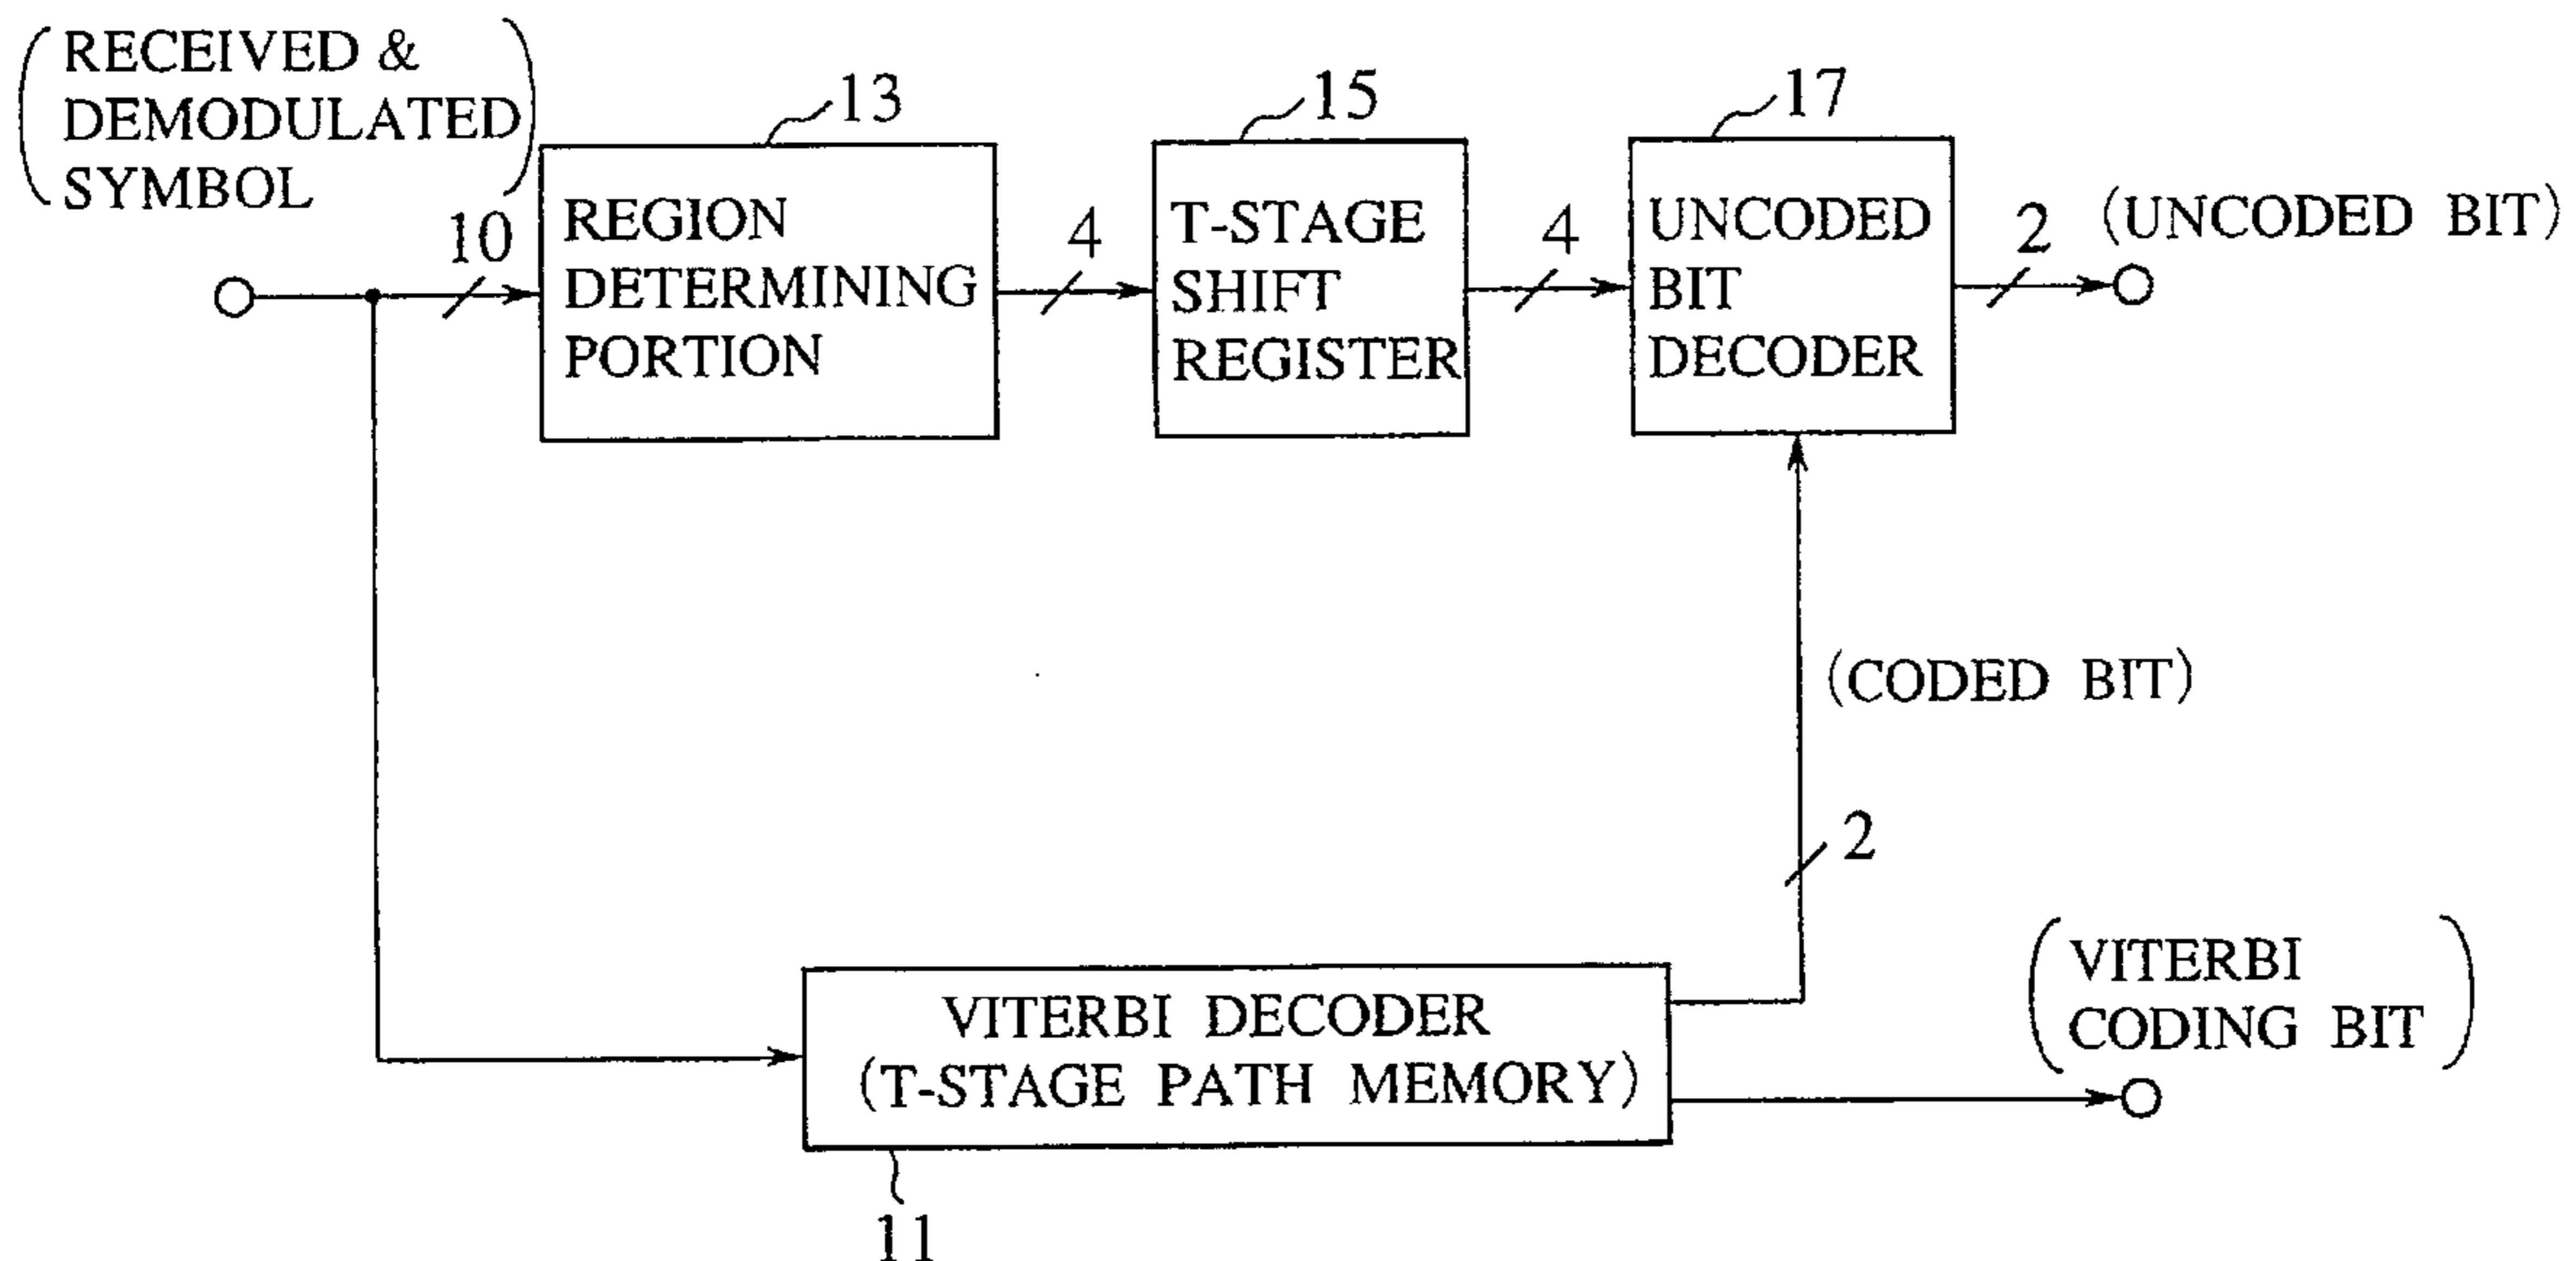 RECEIVED &
DEMODULATED
SYMBOL
10
13
REGION
DETERMINING
PORTION
4
15
T-STAGE
SHIFT
REGISTER
4
17
UNCODED
BIT
DECODER
2
(UNCODED BIT)
(CODED BIT)
2
VITERBI DECODER
(T-STAGE PATH MEMORY)
11
VITERBI
CODING BIT